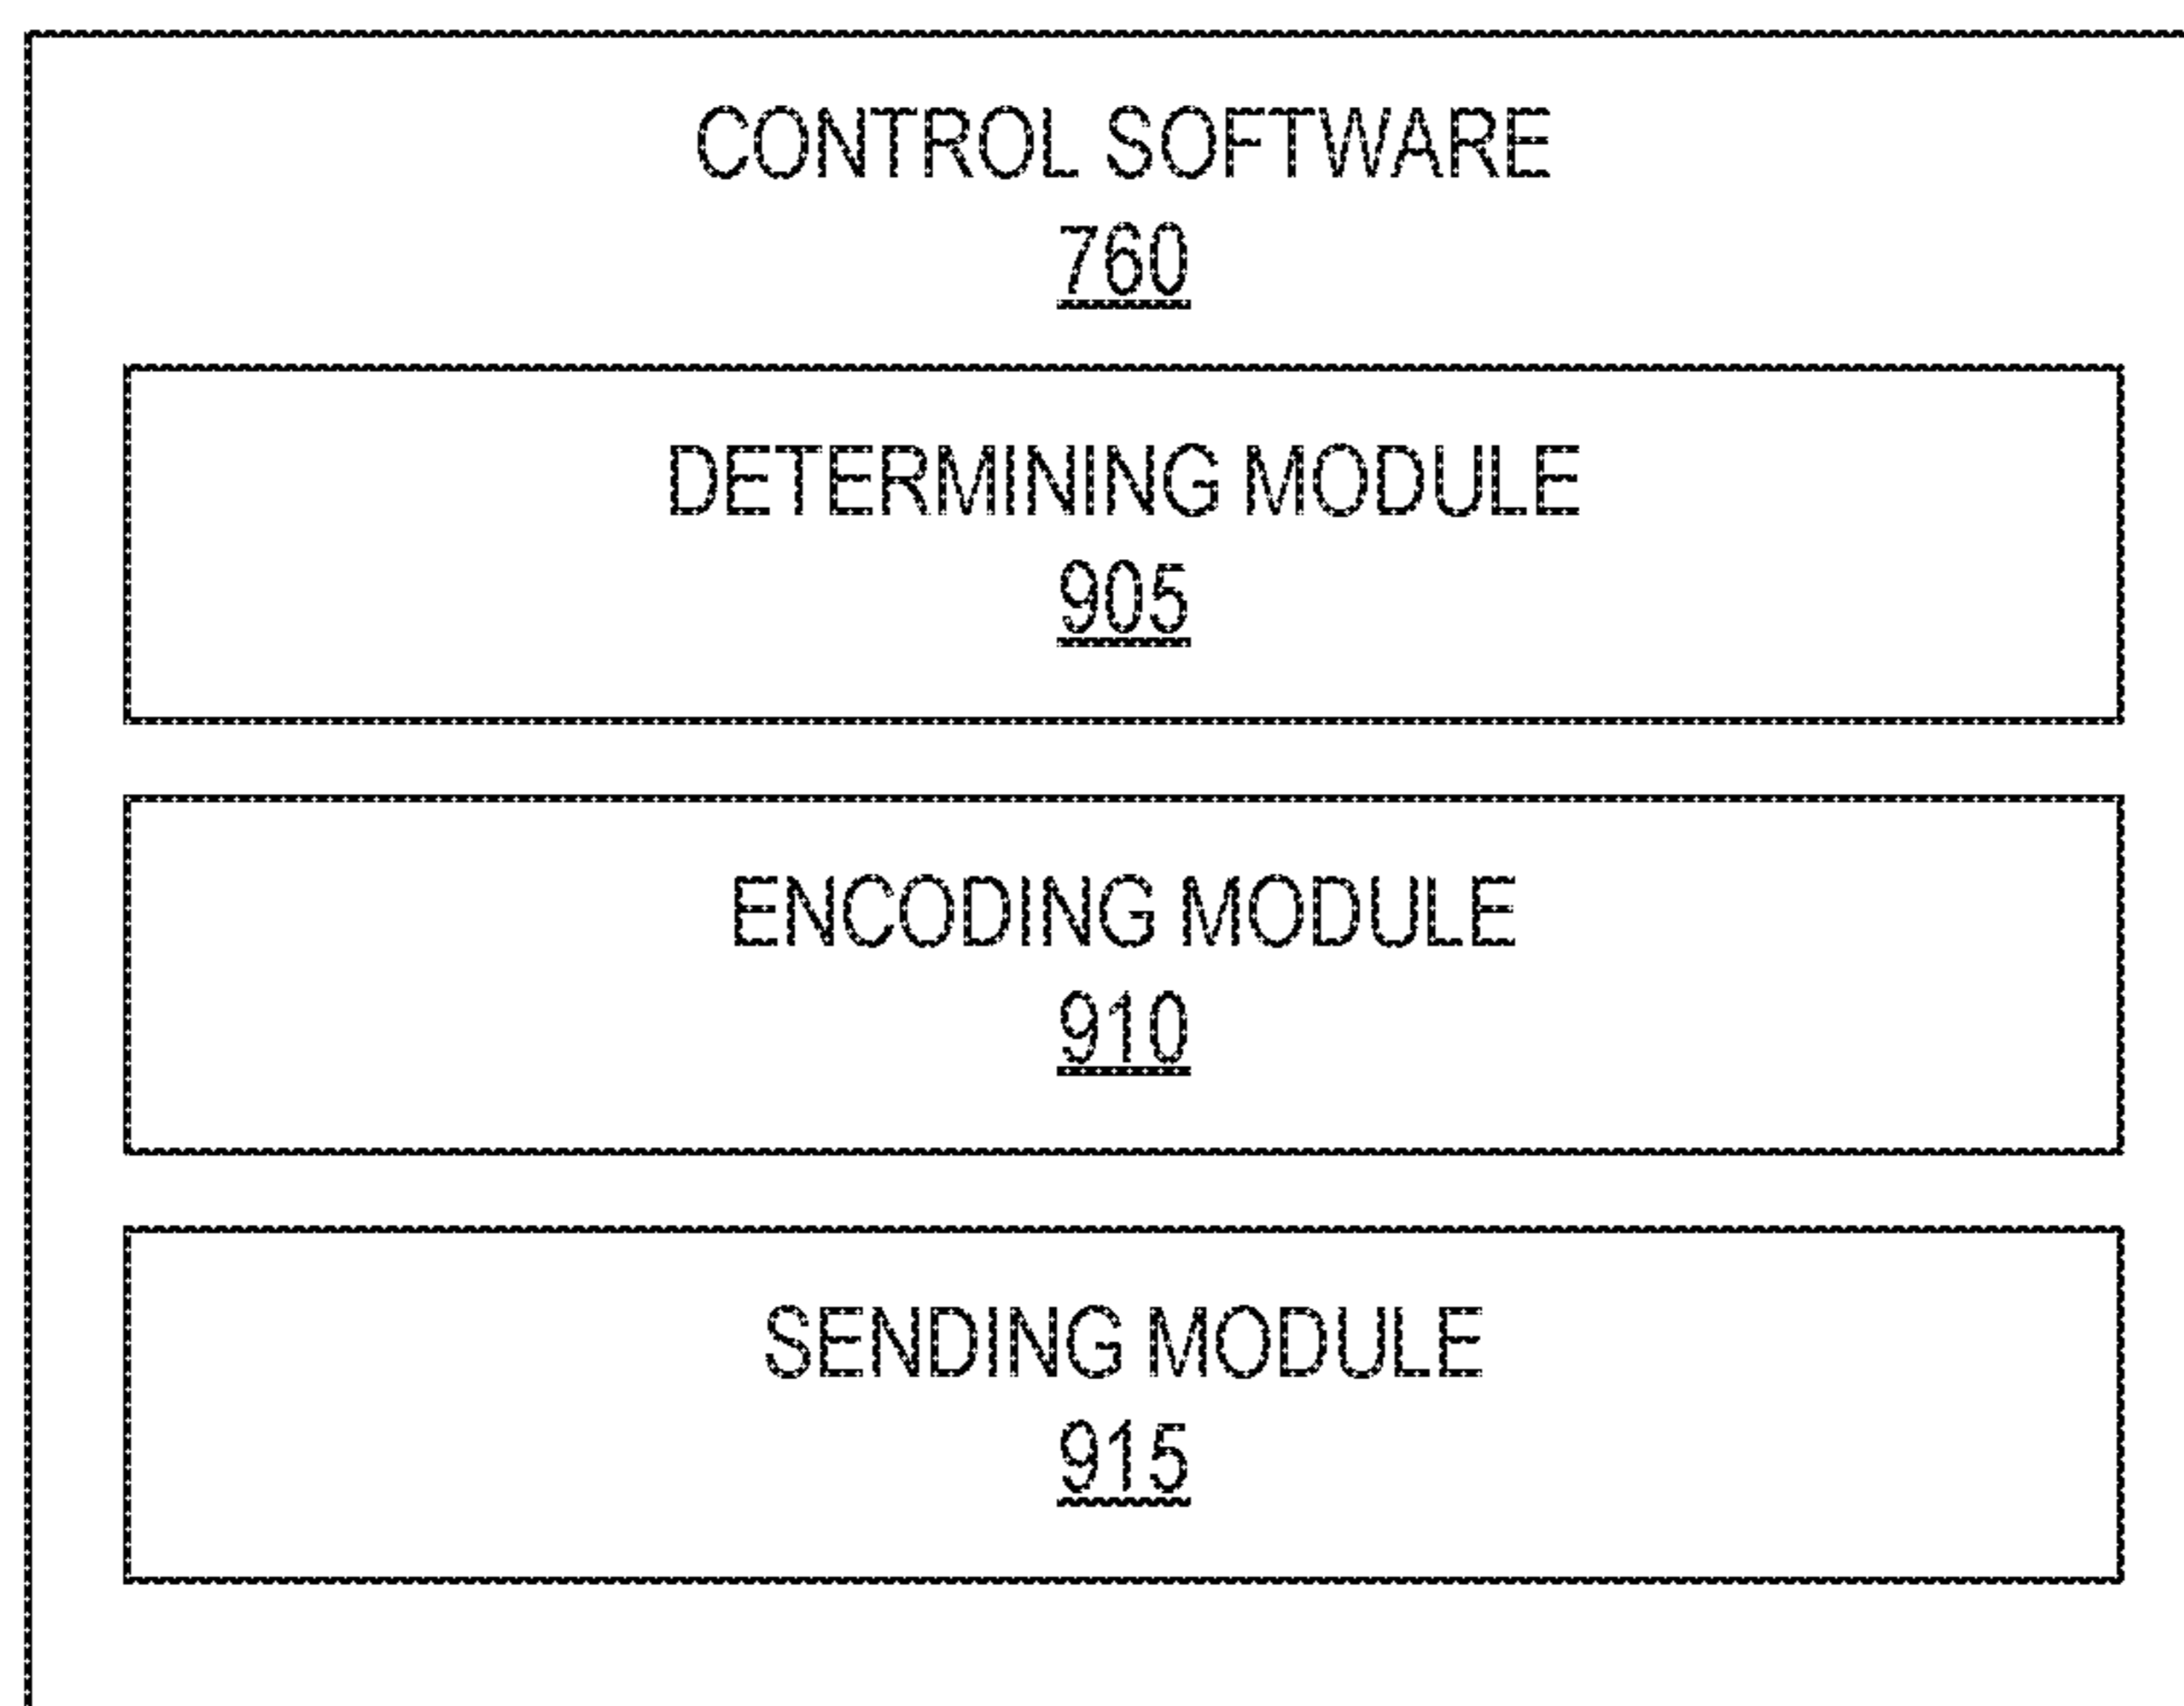 CONTROL SOFTWARE
760
DETERMINING MODULE
905
ENCODING MODULE
910
SENDING MODULE
915